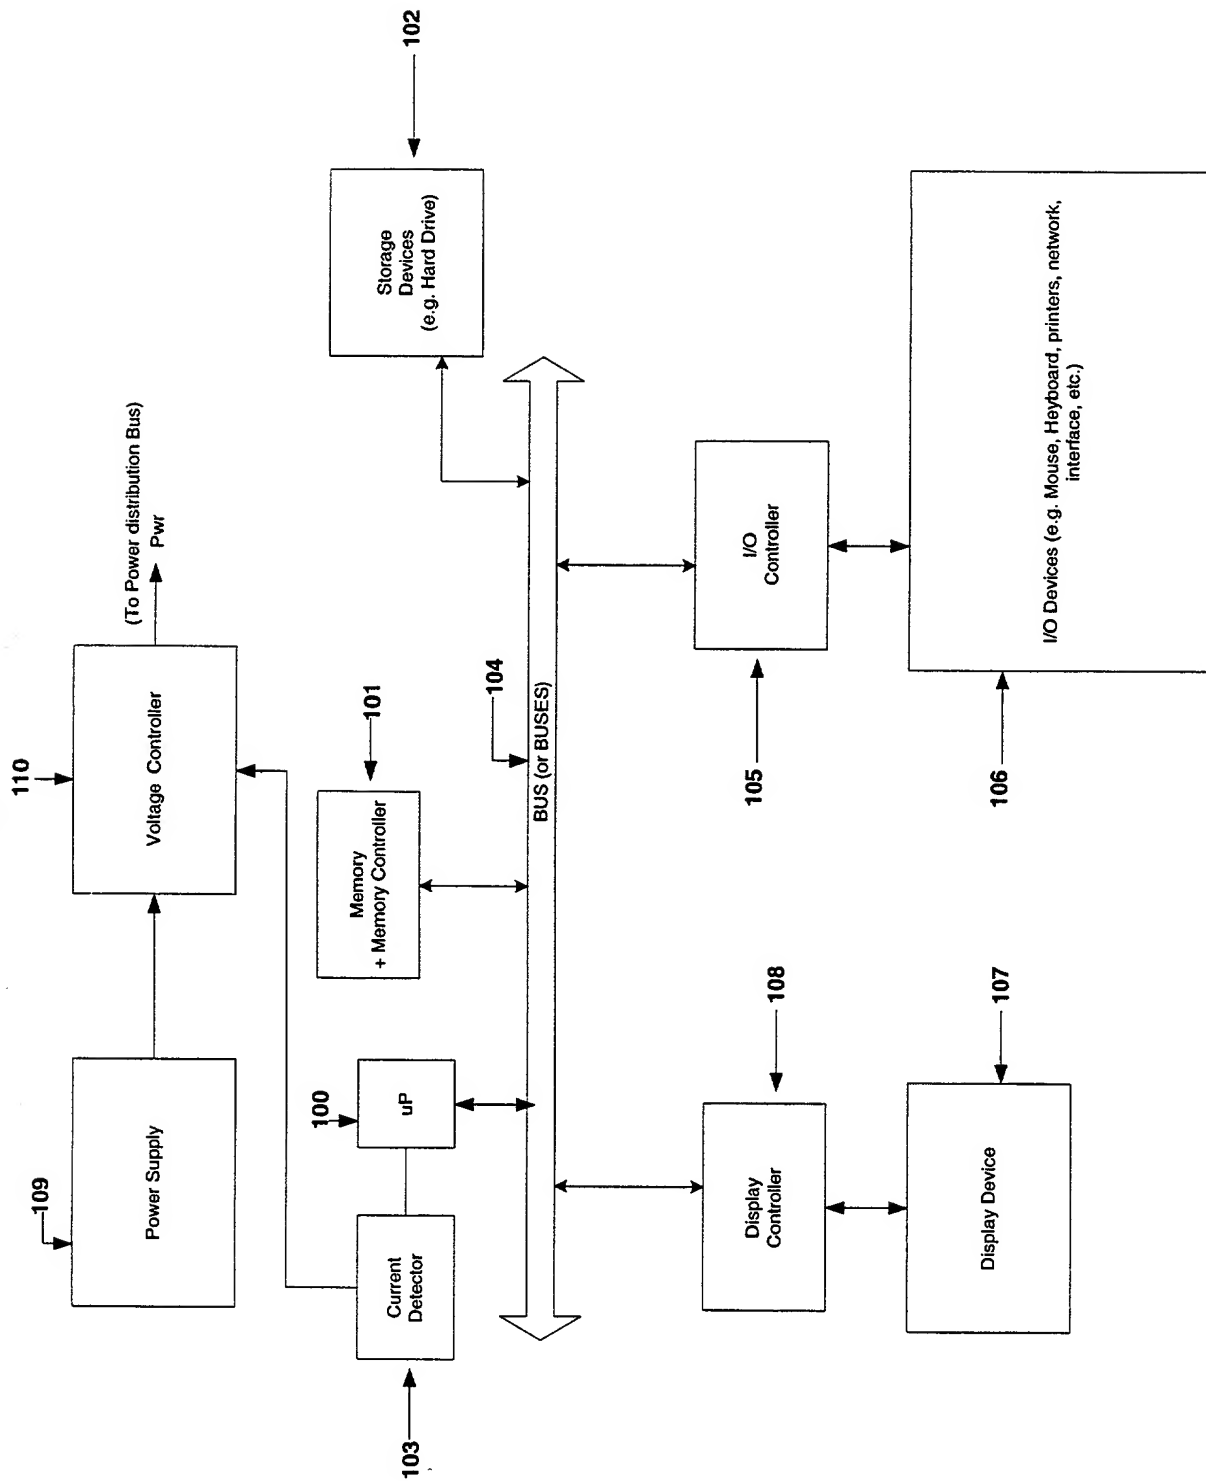 109
Power Supply
110
Voltage Controller
(To Power distribution Bus)
Pwr
103
Current
Detector
100
uP
Memory
+ Memory Controller
101
Storage
Devices
(e.g. Hard Drive)
102
104
BUS (or BUSES)
Display
Controller
108
105
I/O
Controller
Display Device
107
106
I/O Devices (e.g. Mouse, Heyboard, printers, network,
interface, etc.)